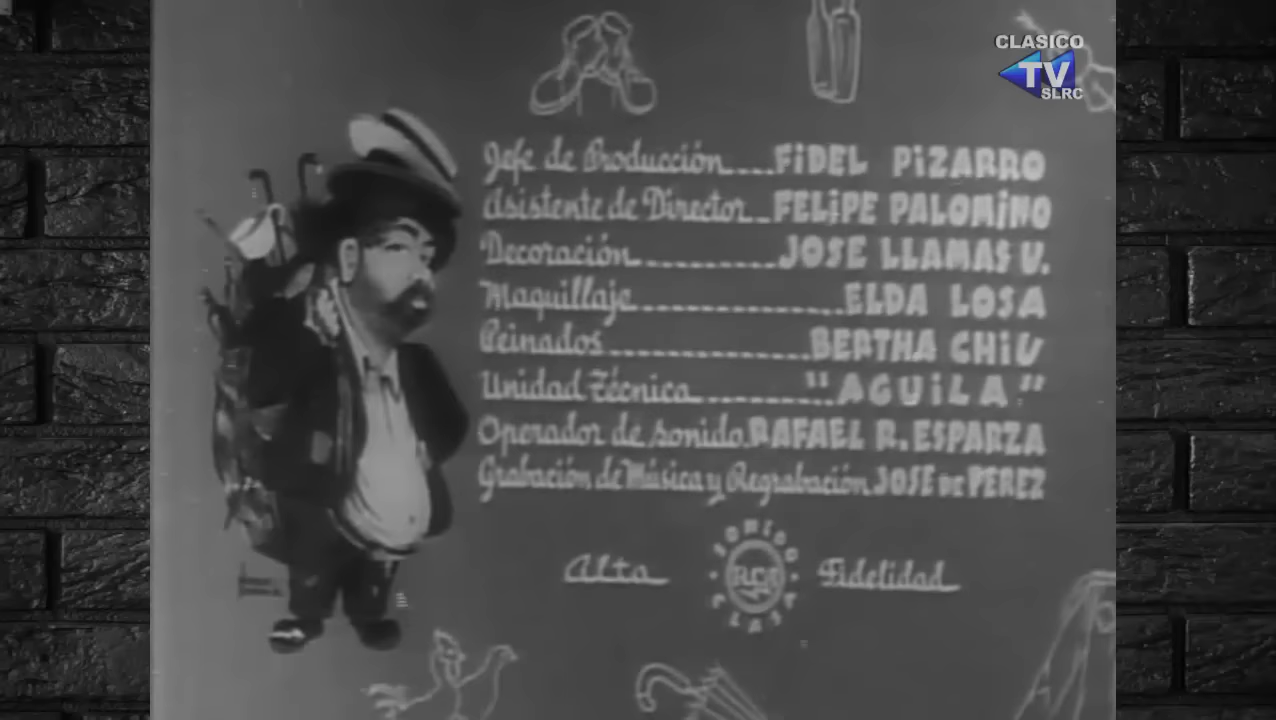 CLASICO
TV
SLRC
Jefe de Producción....FiDEL PiZARRO
Asistente de Director..FELiPE PALOMiNO
Decoración..........JOSE LLAMAS U.
Maquillaje...............ELDA LOSA
Peinados..............BERTHA CHiU
Unidad Técnica.........."AGUiLA"
Operador de sonido.RAFAEL R. ESPARZA
Grabación de Música y Regrabación JOSE DE PEREZ
Alta
SONIDO
RCA
Fidelidad